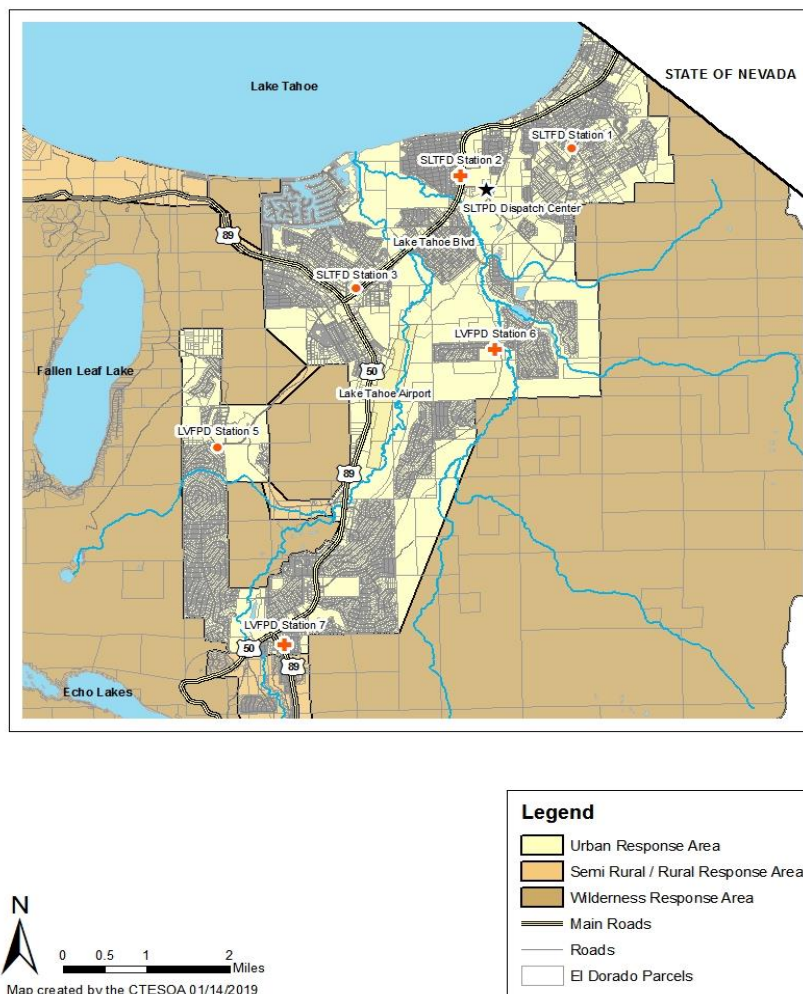 STATE OF NEVADA
Lake Tahoe
SLTFD Station 1
SLTFD Station 2
SLTPD Dispatch Center
89
Lake Tahoe Blvd
SLTFD Station 3
LVFPD Station 6
50
Fallen Leaf Lake
Lake Tahoe Airport
LVFPD Station 5
89
LVFPD Station 7
50
89
Echo Lakes
Legend
Urban Response Area
Semi Rural / Rural Response Area
Wilderness Response Area
Main Roads
Roads
El Dorado Parcels
N
0 0.5 1 2
Miles
Map created by the CTESOA 01/14/2019